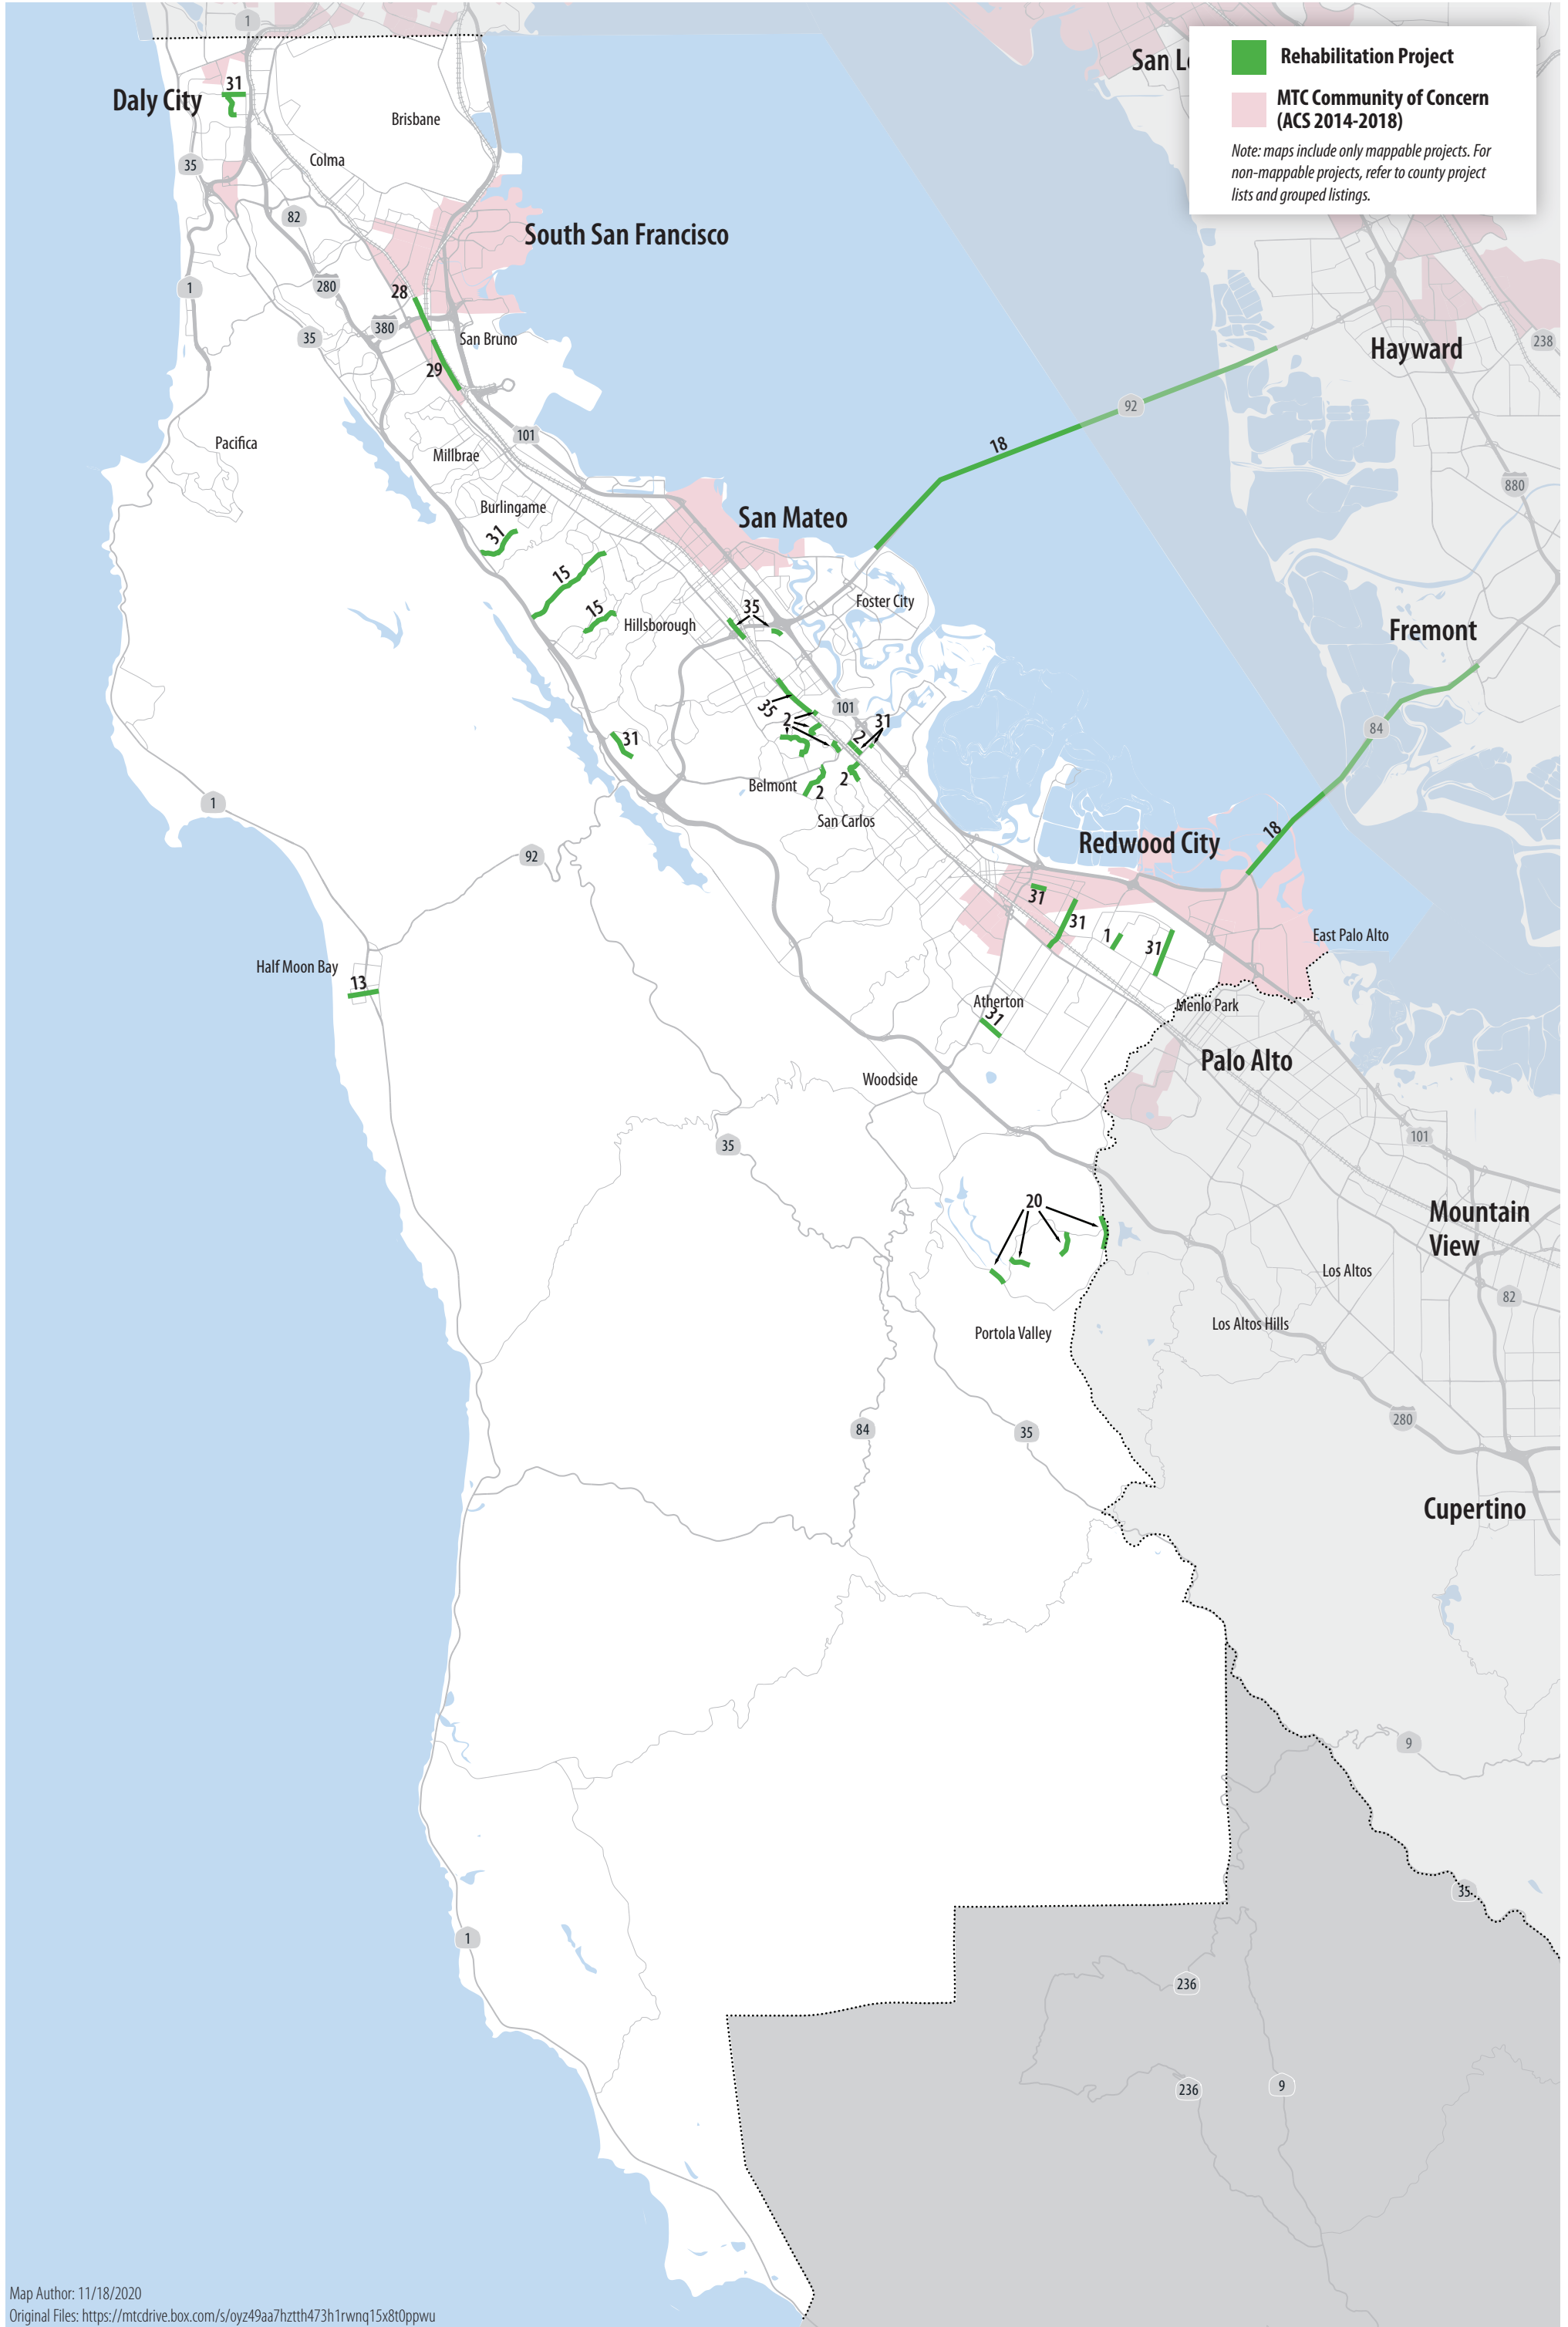 1
San L
Rehabilitation Project
MTC Community of Concern
(ACS 2014-2018)
Note: maps include only mappable projects. For
non-mappable projects, refer to county project
lists and grouped listings.
31
Daly City
Brisbane
Colma
35
82
South San Francisco
280
1
28
380
35
San Bruno
29
Hayward
238
92
101
Pacifica
18
Millbrae
880
Burlingame
San Mateo
31
15
15
35
Foster City
Hillsborough
Fremont
35
101
2
31
2
84
31
Belmont
2
2
1
San Carlos
18
Redwood City
92
31
31
1
31
East Palo Alto
Half Moon Bay
13
Atherton
31
Menlo Park
Palo Alto
Woodside
101
35
20
Mountain
View
Los Altos
82
Los Altos Hills
Portola Valley
84
35
280
Cupertino
9
35
1
236
236
9
Map Author: 11/18/2020
Original Files: https://mtcdrive.box.com/s/oyz49aa7hztth473h1rwnq15x8t0ppwu